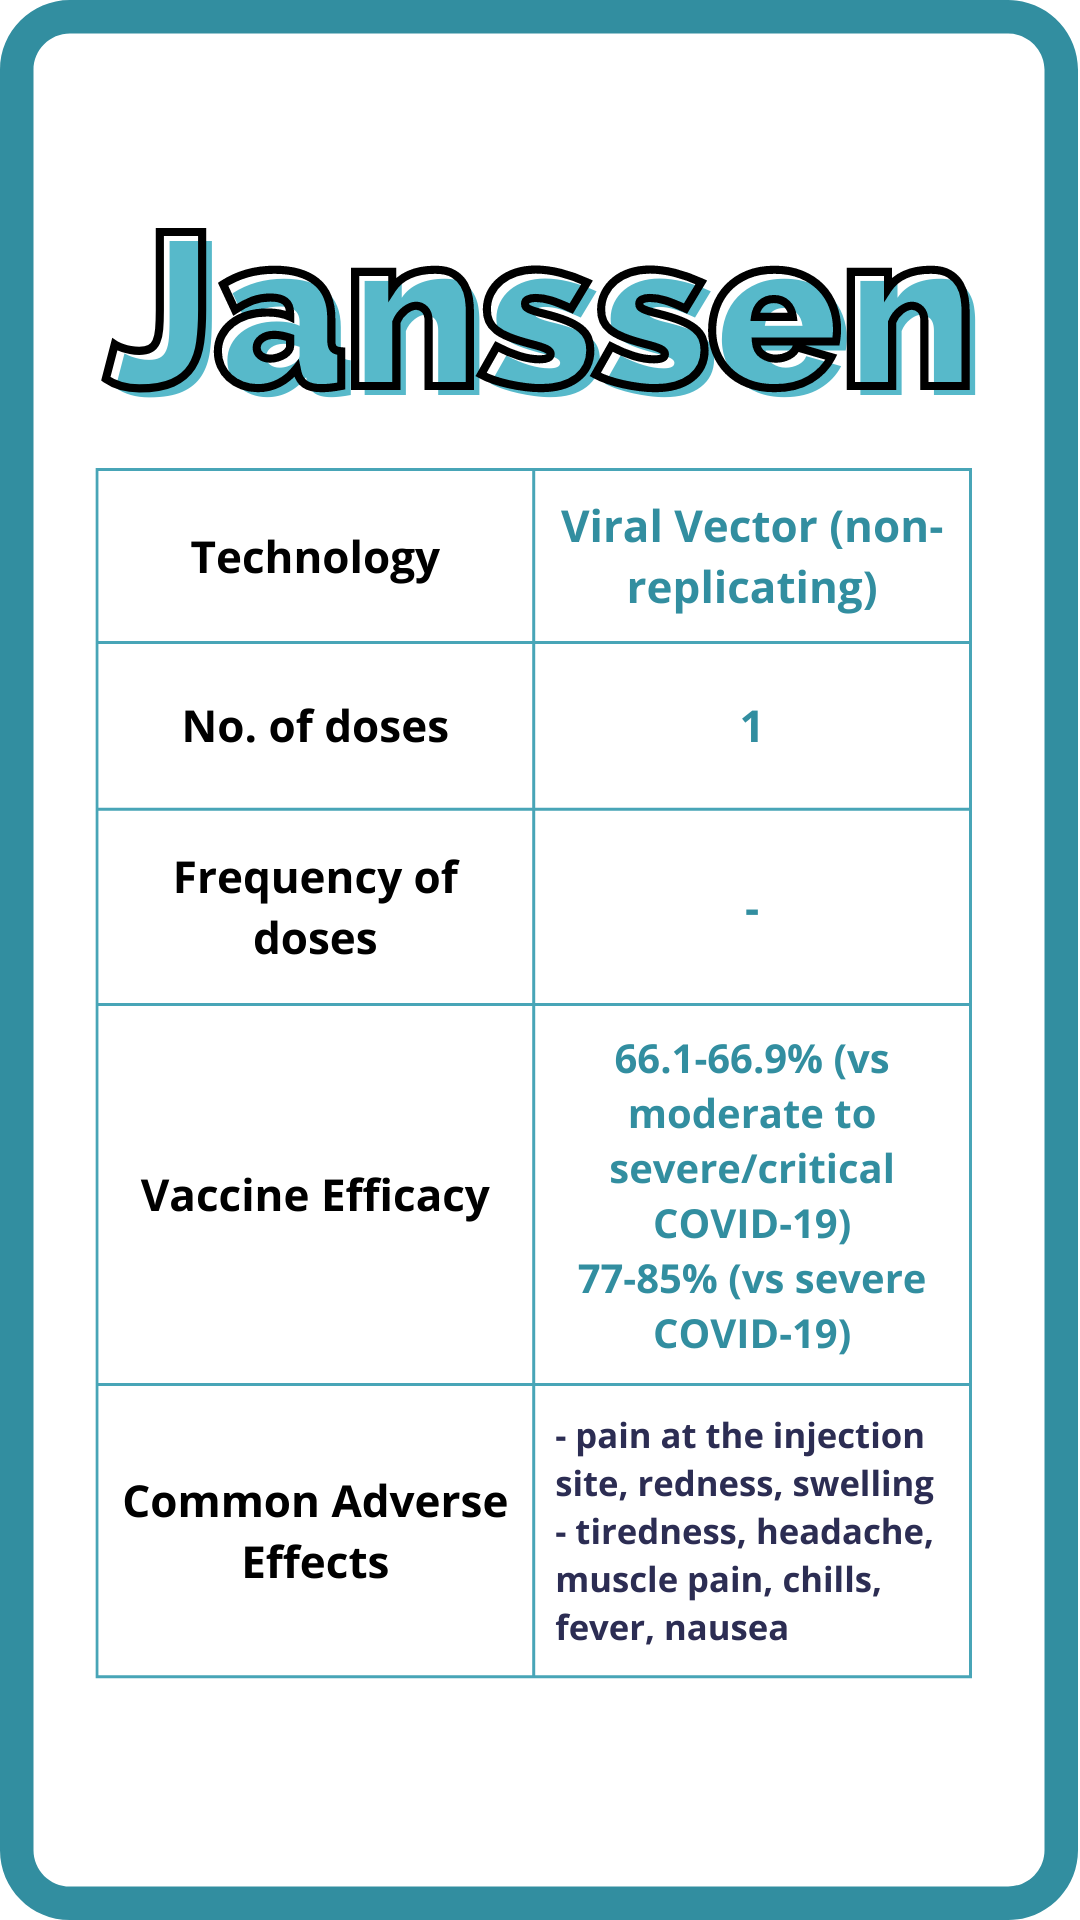 Janssen
Technology
Viral Vector (non-
replicating)
No. of doses
1
Frequency of
doses
-
Vaccine Efficacy
66.1-66.9% (vs
moderate to
severe/critical
COVID-19)
77-85% (vs severe
COVID-19)
Common Adverse
Effects
- pain at the injection
site, redness, swelling
- tiredness, headache,
muscle pain, chills,
fever, nausea